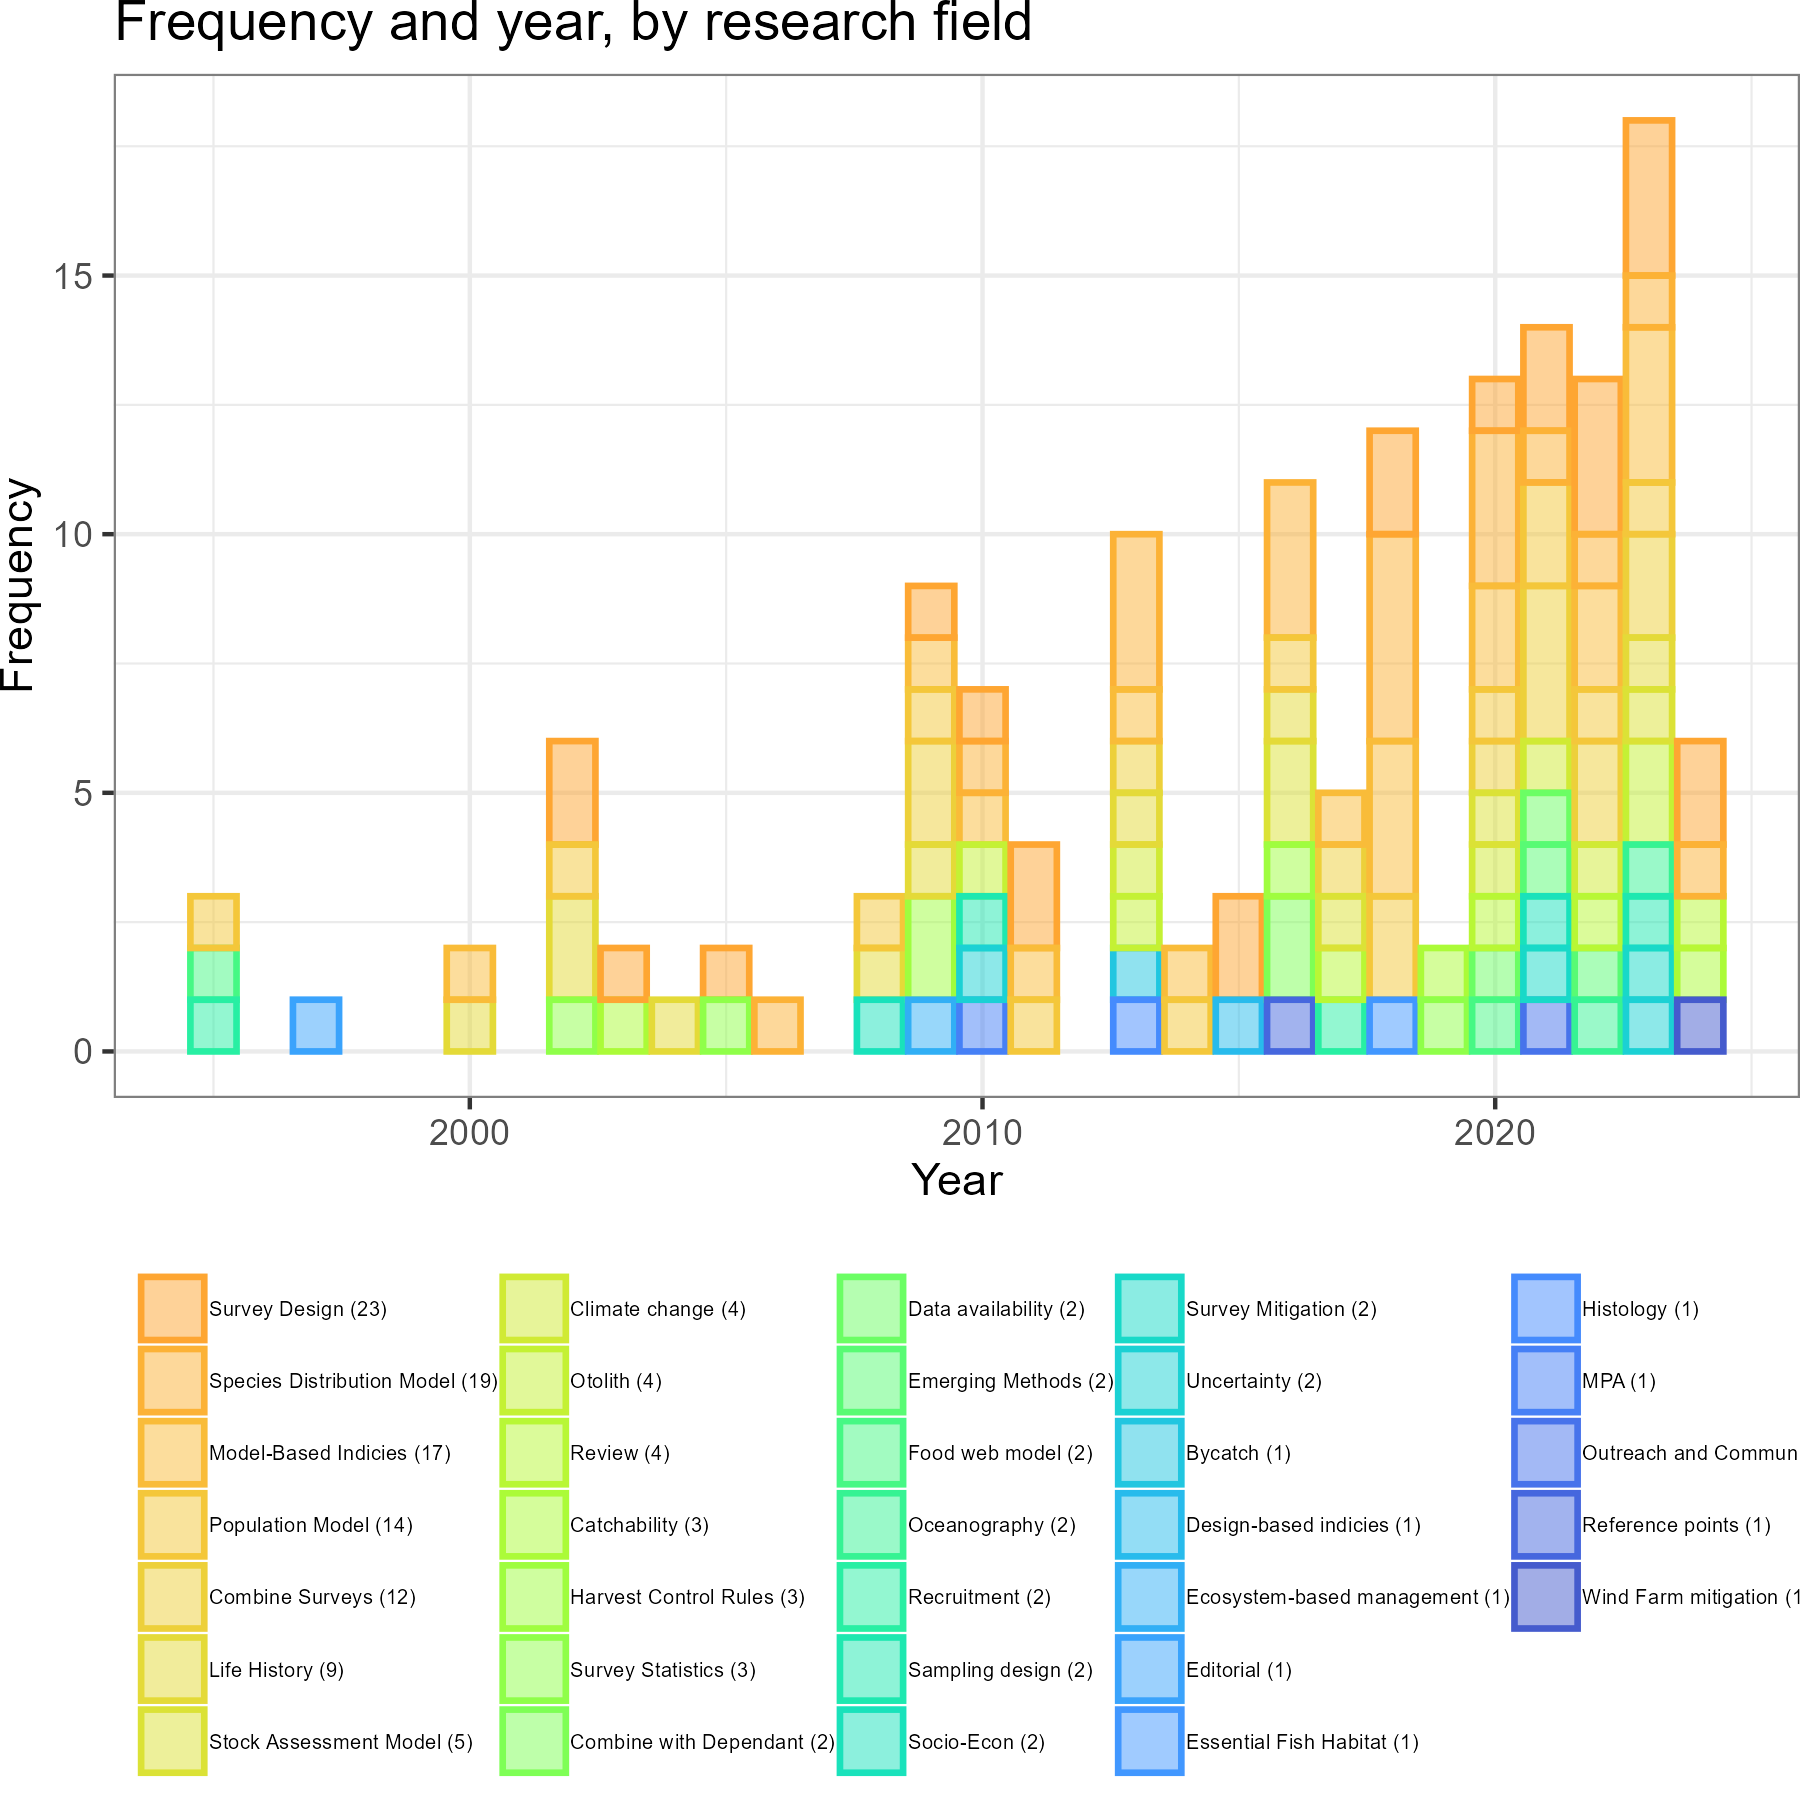 Frequency and year, by research field
Frequency
15
10
5
0
2000 2010 2020
Year
Survey Design (23)
Species Distribution Model (19)
Model-Based Indicies (17)
Population Model (14)
Combine Surveys (12)
Life History (9)
Stock Assessment Model (5)
Climate change (4)
Otolith (4)
Review (4)
Catchability (3)
Harvest Control Rules (3)
Survey Statistics (3)
Combine with Dependant (2)
Data availability (2)
Emerging Methods (2)
Food web model (2)
Oceanography (2)
Recruitment (2)
Sampling design (2)
Socio-Econ (2)
Survey Mitigation (2)
Uncertainty (2)
Bycatch (1)
Design-based indicies (1)
Ecosystem-based management (1)
Editorial (1)
Essential Fish Habitat (1)
Histology (1)
MPA (1)
Outreach and Commun
Reference points (1)
Wind Farm mitigation (1